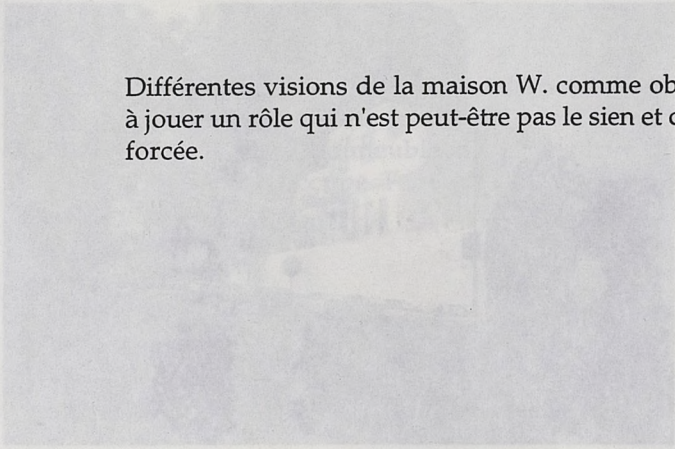 Différentes visions de la maison W. comme ob
à jouer un rôle qui n'est peut-être pas le sien et
forcée.